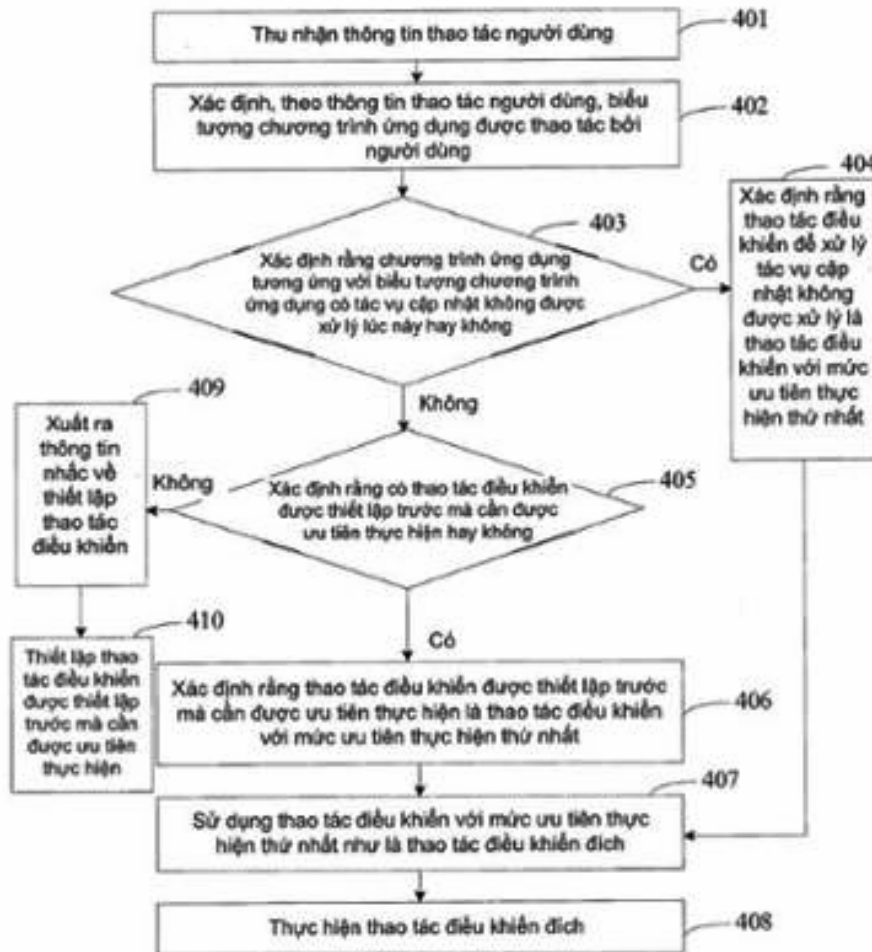 Thu nhận thông tin thao tác người dùng
401
Xác định, theo thông tin thao tác người dùng, biểu
tượng chương trình ứng dụng được thao tác bởi
người dùng
402
403
Xác định rằng chương trình ứng dụng
tương ứng với biểu tượng chương trình
ứng dụng có tác vụ cập nhật không được
xử lý lúc này hay không
Có
404
Xác định rằng
thao tác điều
khiển để xử lý
tác vụ cập
nhật không
được xử lý là
thao tác điều
khiển với mức
ưu tiên thực
hiện thứ nhất
Không
409
Xuất ra
thông tin
nhắc về
thiết lập
thao tác
điều khiển
Không
405
Xác định rằng có thao tác điều khiển
được thiết lập trước mà cần được
ưu tiên thực hiện hay không
410
Thiết lập thao
tác điều khiển
được thiết lập
trước mà cần
được ưu tiên
thực hiện
Có
Xác định rằng thao tác điều khiển được thiết lập trước
mà cần được ưu tiên thực hiện là thao tác điều khiển
với mức ưu tiên thực hiện thứ nhất
406
407
Sử dụng thao tác điều khiển với mức ưu tiên thực
hiện thứ nhất như là thao tác điều khiển đích
Thực hiện thao tác điều khiển đích
408